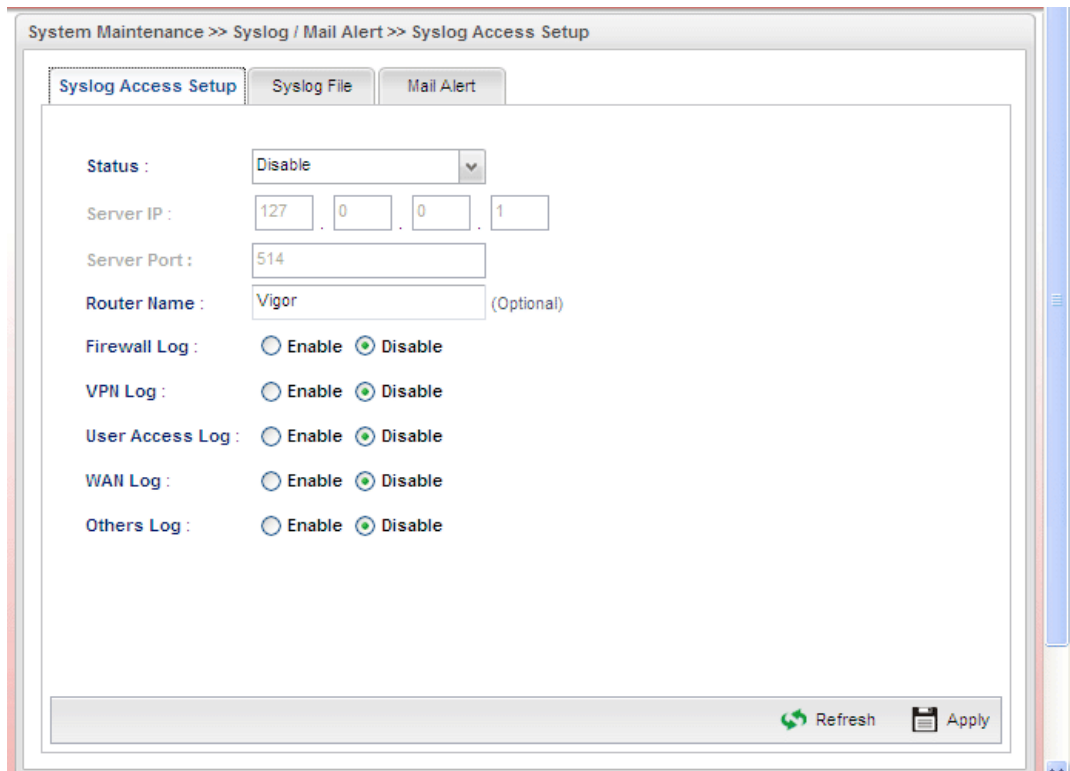 System Maintenance >> Syslog / Mail Alert >> Syslog Access Setup
Syslog Access Setup Syslog File Mail Alert
Status : Disable
Server IP : 127 . 0 . 0 . 1
Server Port : 514
Router Name : Vigor (Optional)
Firewall Log : Enable Disable
VPN Log : Enable Disable
User Access Log : Enable Disable
WAN Log : Enable Disable
Others Log : Enable Disable
Refresh Apply